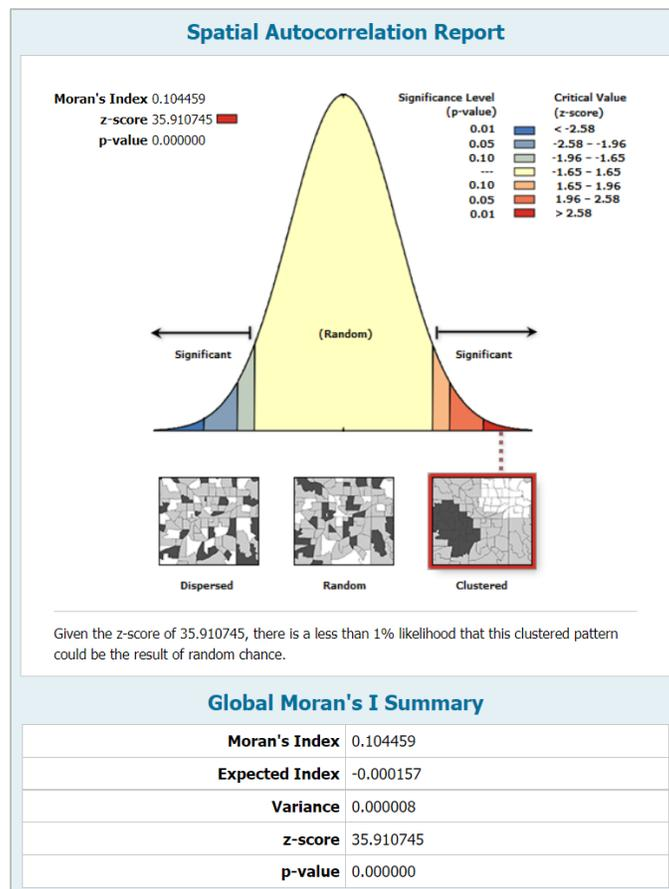 Spatial Autocorrelation Report
Moran's Index 0.104459
z-score 35.910745
p-value 0.000000
Significance Level
(p-value)
Critical Value
(z-score)
0.01 < -2.58
0.05 -2.58 - -1.96
0.10 -1.96 - -1.65
--- -1.65 - 1.65
0.10 1.65 - 1.96
0.05 1.96 - 2.58
0.01 > 2.58
(Random)
Significant Significant
Dispersed Random Clustered
Given the z-score of 35.910745, there is a less than 1% likelihood that this clustered pattern
could be the result of random chance.
Global Moran's I Summary
Moran's Index 0.104459
Expected Index -0.000157
Variance 0.000008
z-score 35.910745
p-value 0.000000